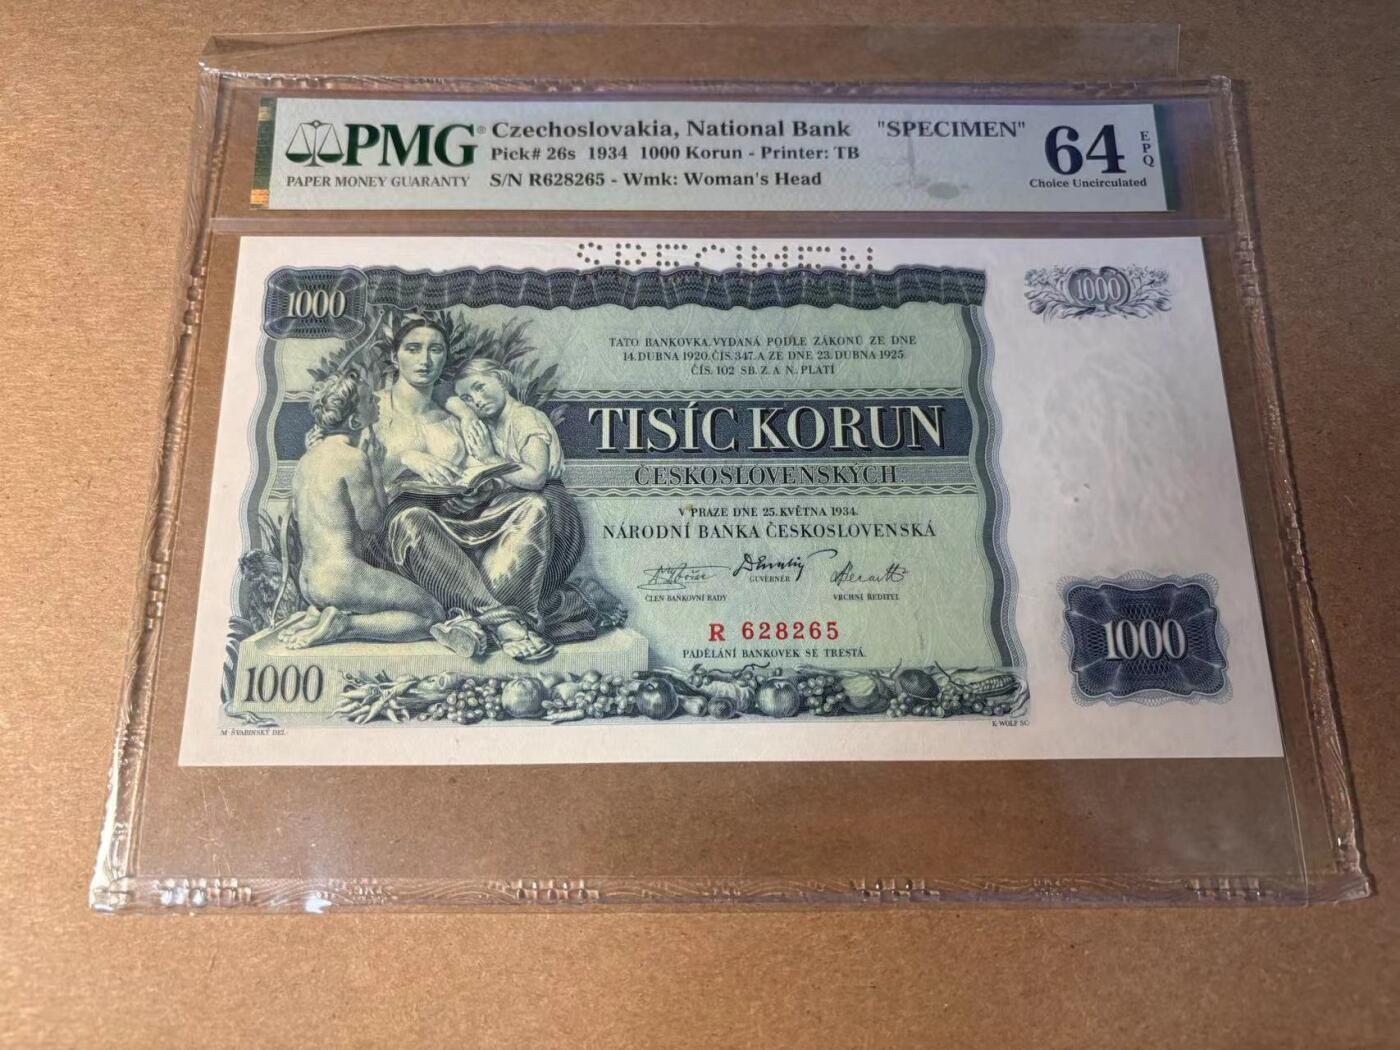 PMG® Czechoslovakia, National Bank "SPECIMEN" 64 EPQ
Pick# 26s 1934 1000 Korun - Printer: TB
PAPER MONEY GUARANTY S/N R628265 - Wmk: Woman's Head Choice Uncirculated
SPECIMEN
1000 1000
TATO BANKOVKA, VYDANÁ PODLE ZÁKONŮ ZE DNE
14. DUBNA 1920, ČÍS. 347. A ZE DNE 23. DUBNA 1925
ČÍS. 102 SB. Z. A N., PLATÍ
TISÍC KORUN
ČESKOSLOVENSKÝCH.
V PRAZE DNE 25. KVĚTNA 1934.
NÁRODNÍ BANKA ČESKOSLOVENSKÁ
ČLEN BANKOVNÍ RADY GUVERNÉR VRCHNÍ ŘEDITEL
R 628265
PADĚLÁNÍ BANKOVEK SE TRESTÁ.
1000 1000
M. ŠVABINSKÝ DEL. K. WOLF SC.